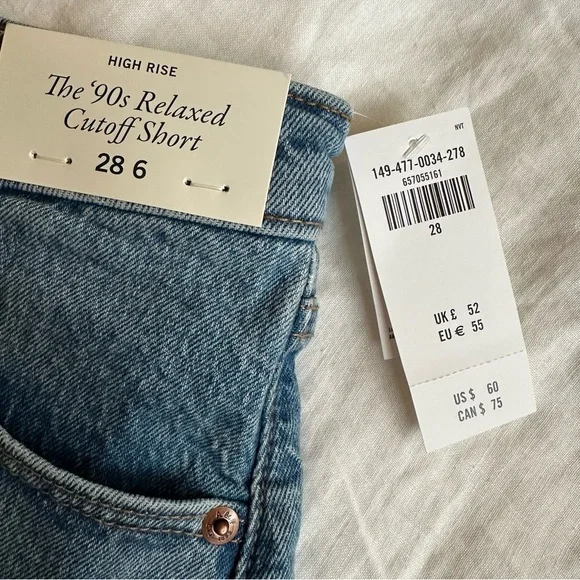 HIGH RISE
The '90s Relaxed
Cutoff Short
28 6
NVT
149-477-0034-278
657055161
28
UK £ 52
EU € 55
US $ 60
CAN $ 75